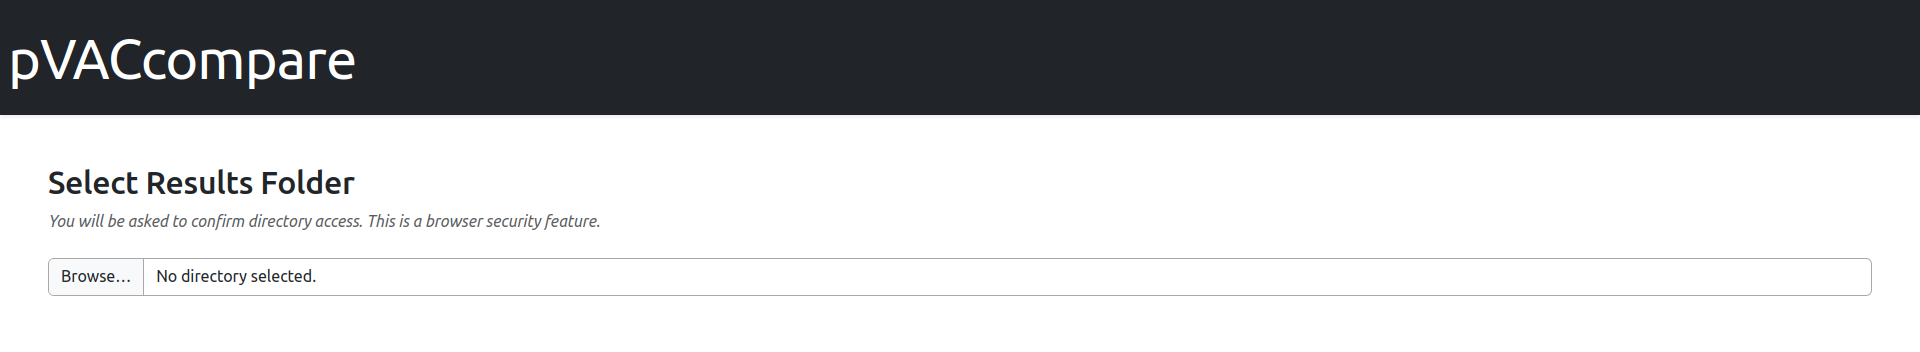 pVACcompare
Select Results Folder
You will be asked to confirm directory access. This is a browser security feature.
Browse… No directory selected.